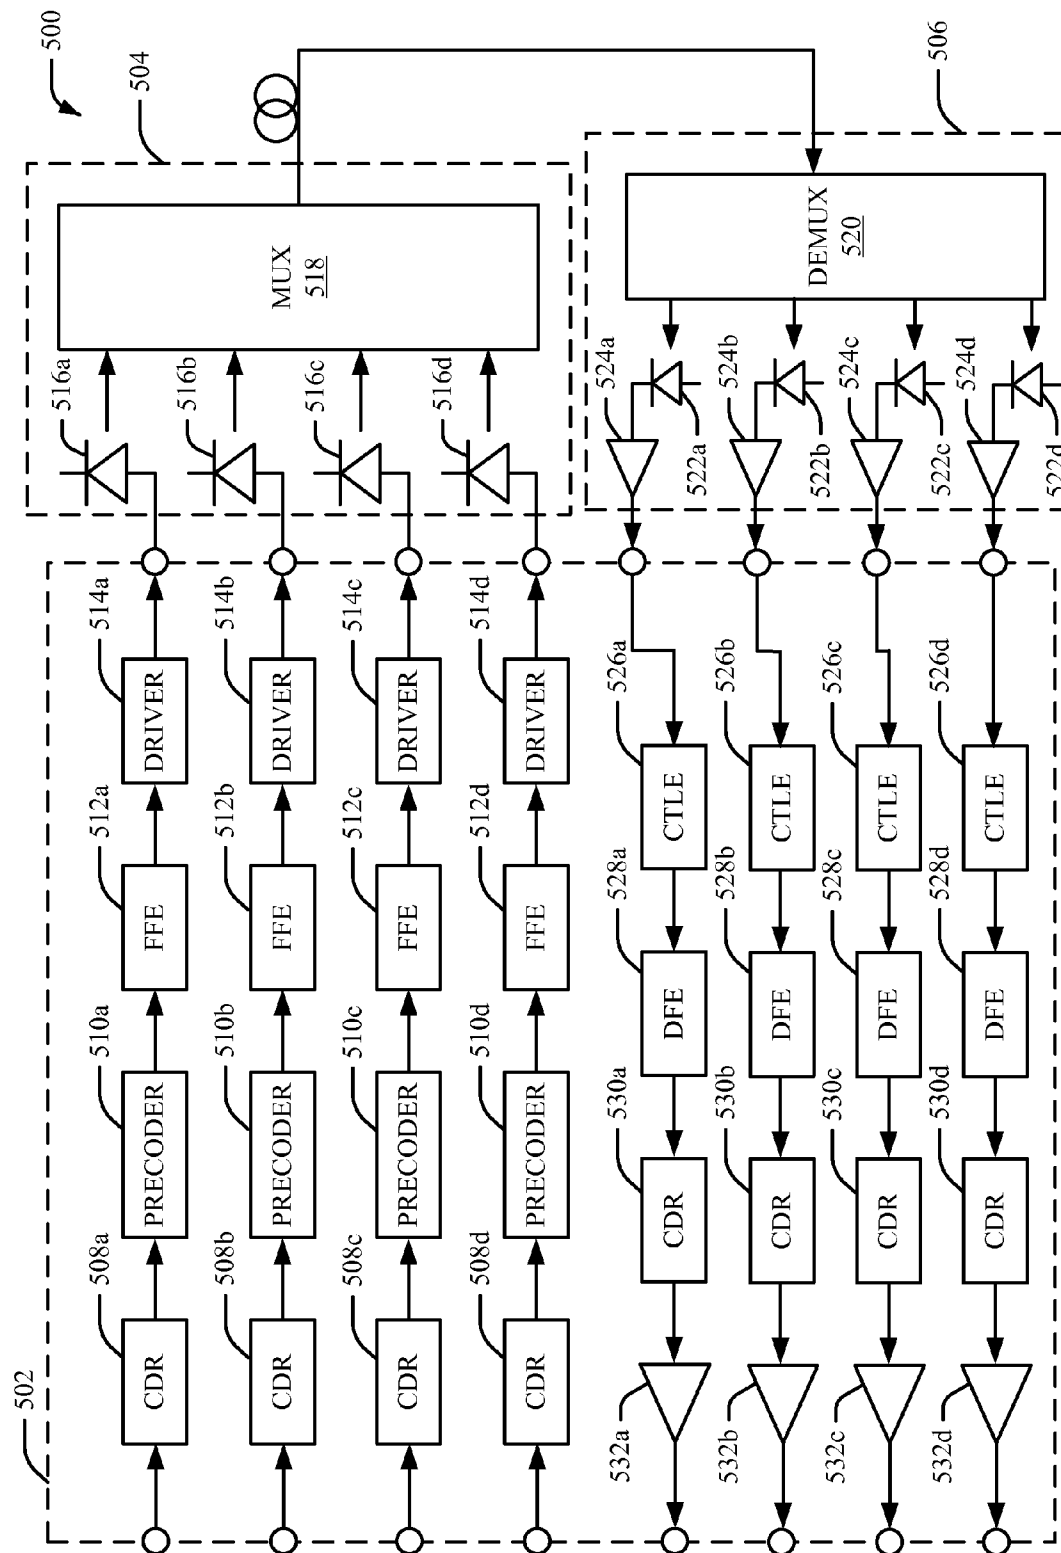 500
504
506
502
MUX
518
DEMUX
520
516a
516b
516c
516d
514a
514b
514c
514d
DRIVER
DRIVER
DRIVER
DRIVER
512a
512b
512c
512d
FFE
FFE
FFE
FFE
510a
510b
510c
510d
PRECODER
PRECODER
PRECODER
PRECODER
508a
508b
508c
508d
CDR
CDR
CDR
CDR
524a
524b
524c
524d
522a
522b
522c
522d
526a
526b
526c
526d
CTLE
CTLE
CTLE
CTLE
528a
528b
528c
528d
DFE
DFE
DFE
DFE
530a
530b
530c
530d
CDR
CDR
CDR
CDR
532a
532b
532c
532d